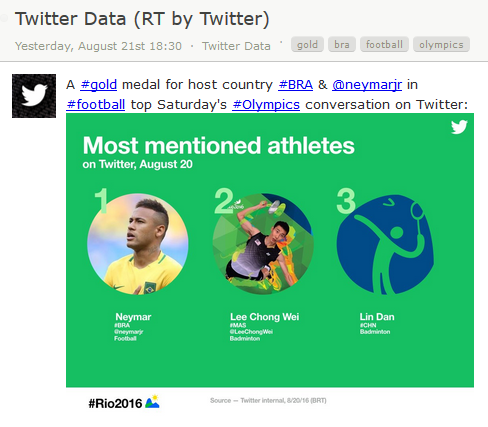 Twitter Data (RT by Twitter)
Yesterday, August 21st 18:30 · Twitter Data · gold bra football olympics
A #gold medal for host country #BRA & @neymarjr in
#football top Saturday's #Olympics conversation on Twitter:
Most mentioned athletes
on Twitter, August 20
1 2 3
Neymar
#BRA
@neymarjr
Football
Lee Chong Wei
#MAS
@LeeChongWei
Badminton
Lin Dan
#CHN
Badminton
#Rio2016
Source — Twitter internal, 8/20/16 (BRT)